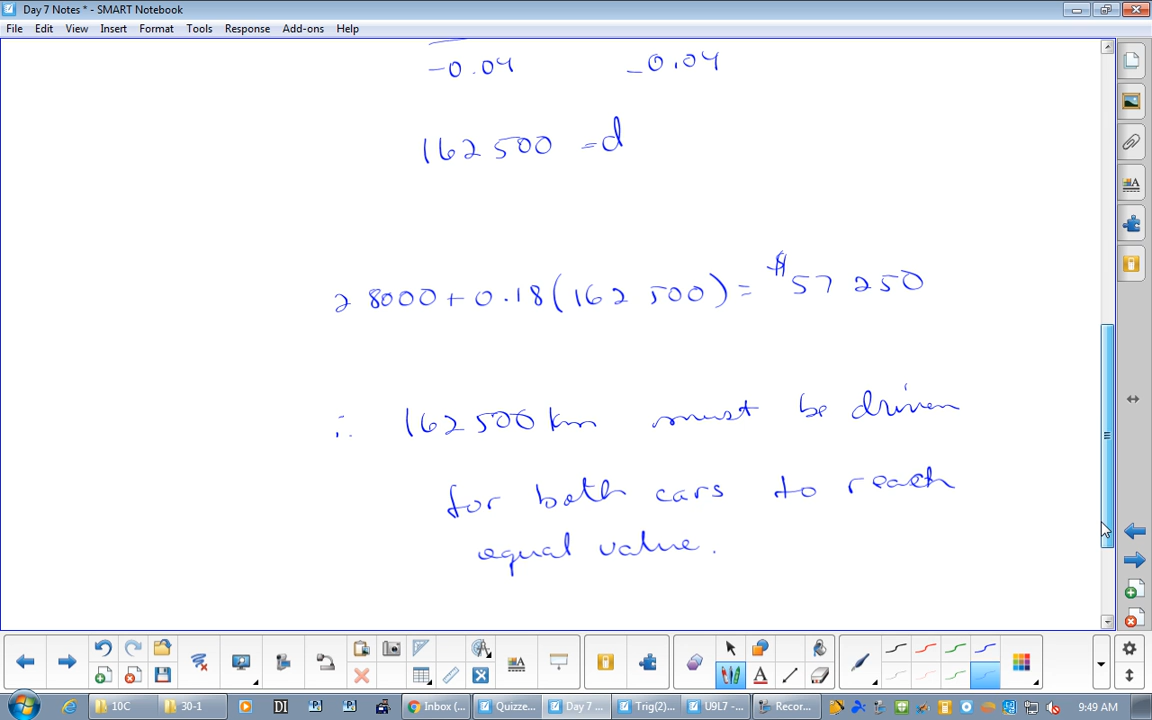 Day 7 Notes * - SMART Notebook
File Edit View Insert Format Tools Response Add-ons Help
-0.04 -0.04
162 500 = d
28000 + 0.18 (162 500) = $57 250
∴ 162 500 km must be driven
for both cars to reach
equal value.
10C 30-1 DI Inbox (... Quizze... Day 7 ... Trig(2)... U9L7 -... Recor... 9:49 AM